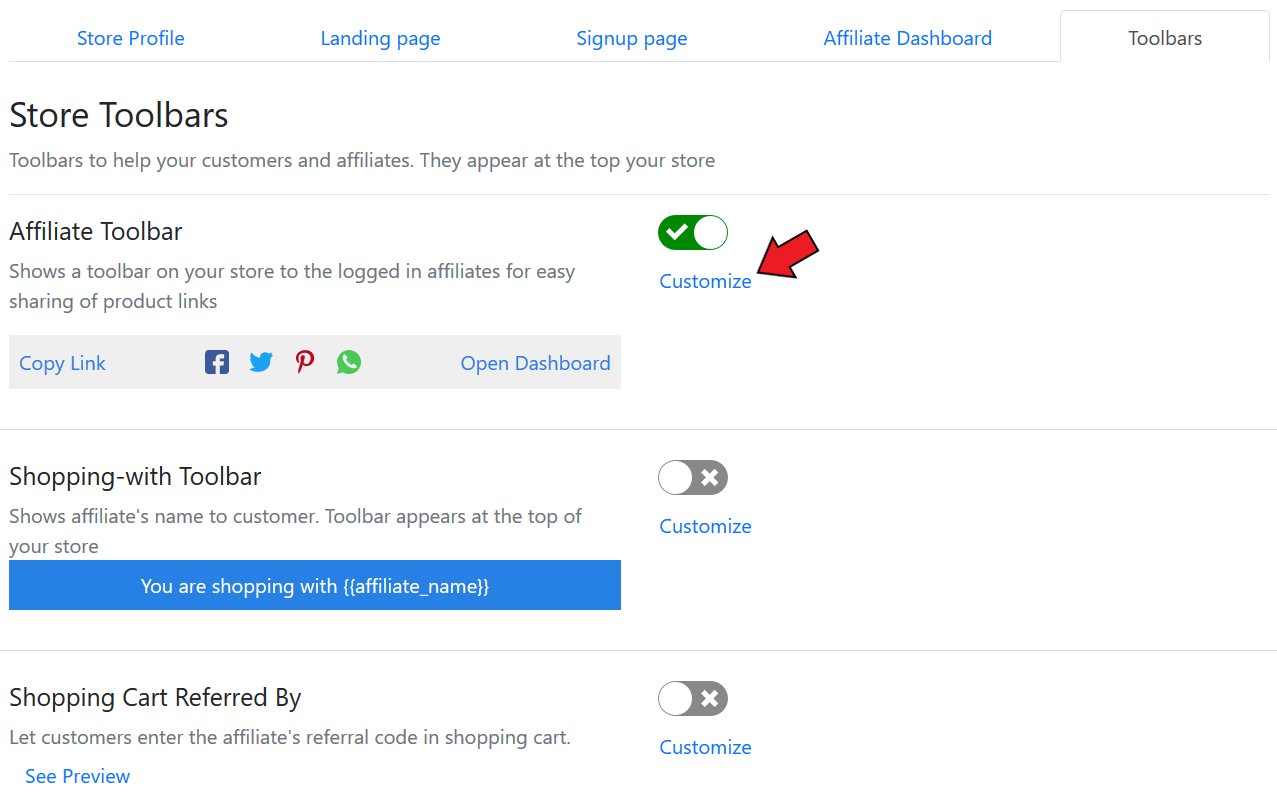 Store Profile Landing page Signup page Affiliate Dashboard Toolbars
Store Toolbars
Toolbars to help your customers and affiliates. They appear at the top your store
Affiliate Toolbar
Shows a toolbar on your store to the logged in affiliates for easy
sharing of product links
Customize
Copy Link Open Dashboard
Shopping-with Toolbar
Shows affiliate's name to customer. Toolbar appears at the top of
your store
Customize
You are shopping with {{affiliate_name}}
Shopping Cart Referred By
Let customers enter the affiliate's referral code in shopping cart.
Customize
See Preview